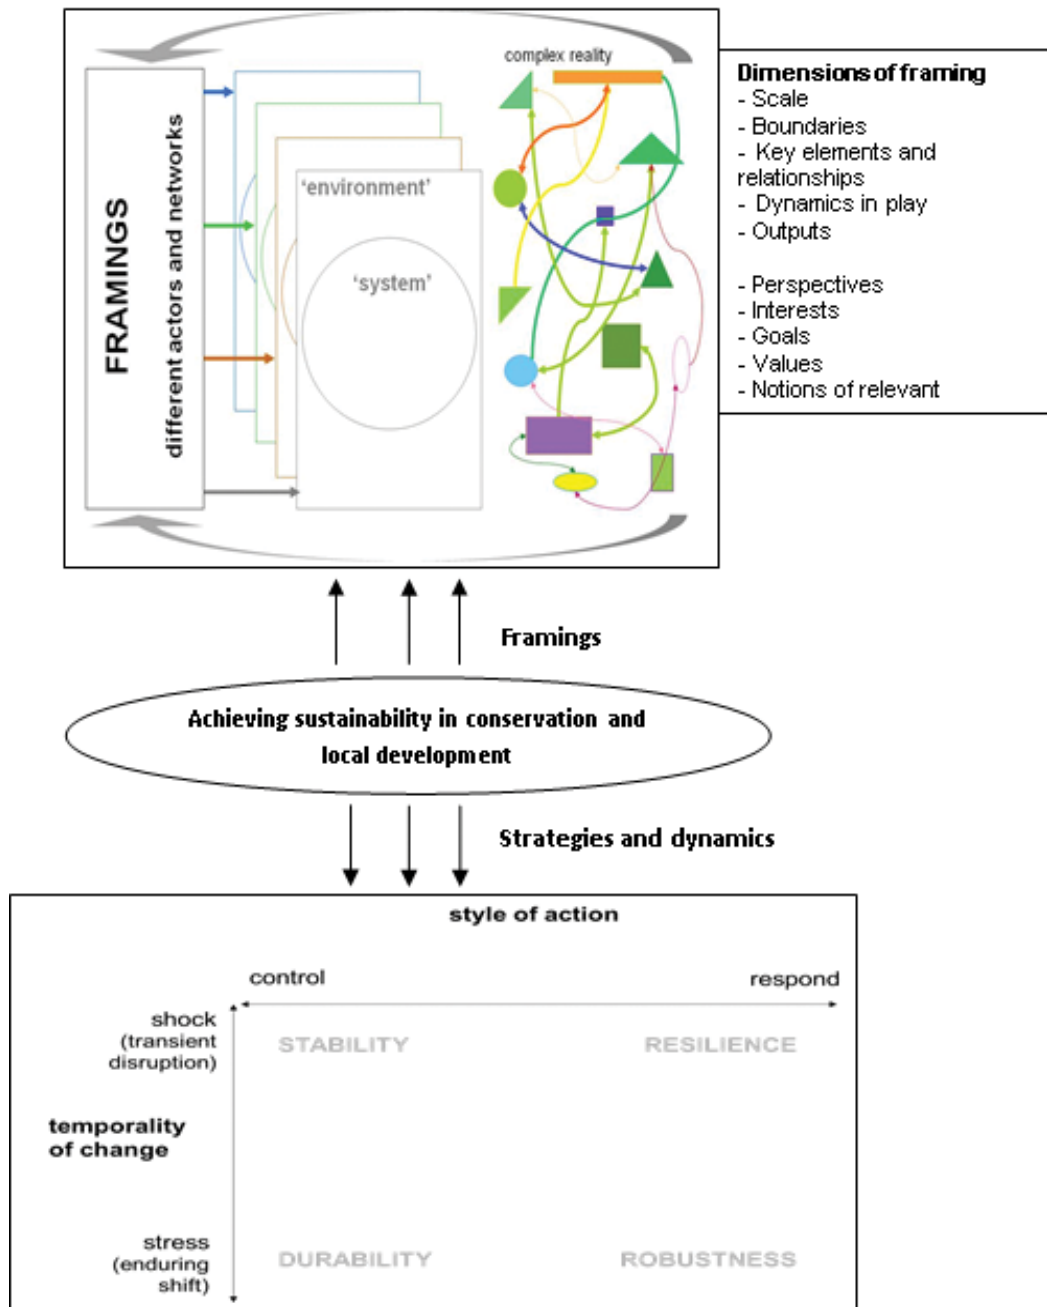 complex reality
FRAMINGS
different actors and networks
'environment'
'system'
Dimensions of framing
- Scale
- Boundaries
- Key elements and
relationships
- Dynamics in play
- Outputs
- Perspectives
- Interests
- Goals
- Values
- Notions of relevant
Framings
Achieving sustainability in conservation and
local development
Strategies and dynamics
style of action
control
respond
shock
(transient
disruption)
STABILITY
RESILIENCE
temporality
of change
stress
(enduring
shift)
DURABILITY
ROBUSTNESS